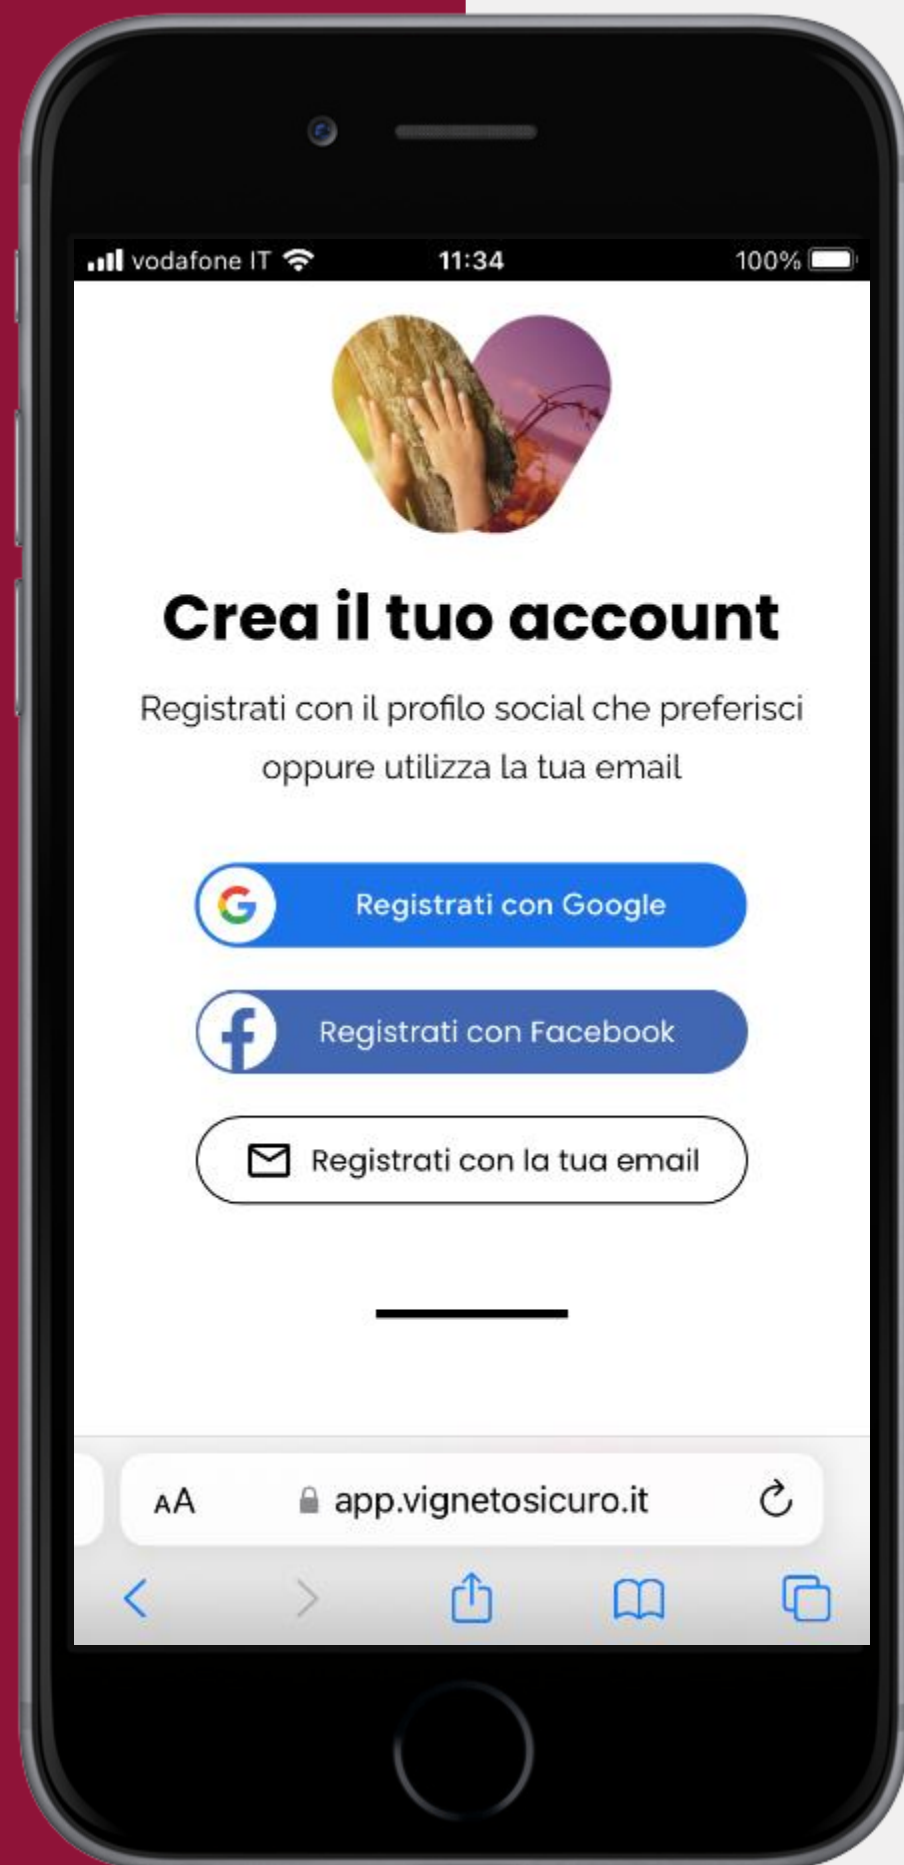 vodafone IT 11:34 100%
Crea il tuo account
Registrati con il profilo social che preferisci
oppure utilizza la tua email
Registrati con Google
Registrati con Facebook
Registrati con la tua email
AA app.vignetosicuro.it